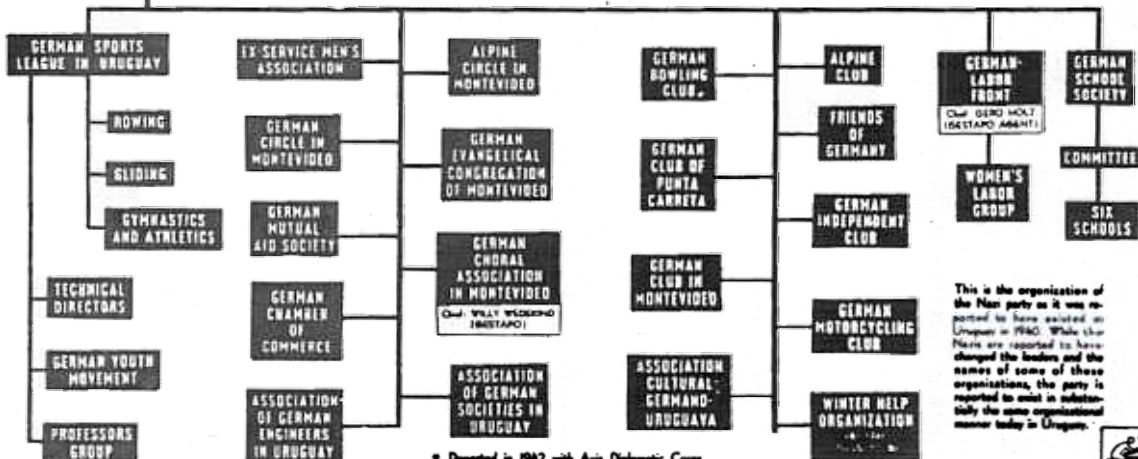 GERMAN SPORTS
LEAGUE IN URUGUAY
ROWING
GLIDING
GYMNASTICS
AND ATHLETICS
TECHNICAL
DIRECTORS
GERMAN YOUTH
MOVEMENT
PROFESSORS
GROUP
EX-SERVICE MEN'S
ASSOCIATION
GERMAN
CIRCLE IN
MONTEVIDEO
GERMAN
MUTUAL
AID SOCIETY
GERMAN
CHAMBER
OF
COMMERCE
ASSOCIATION
OF GERMAN
ENGINEERS
IN URUGUAY
ALPINE
CIRCLE IN
MONTEVIDEO
GERMAN
EVANGELICAL
CONGREGATION
OF MONTEVIDEO
GERMAN
CHORAL
ASSOCIATION
IN MONTEVIDEO
Chief: WILLY
(GESTAPO)
ASSOCIATION
OF GERMAN
SOCIETIES IN
URUGUAY
GERMAN
BOWLING
CLUB
GERMAN
CLUB OF
PUNTA
CARRETA
GERMAN
CLUB IN
MONTEVIDEO
ASSOCIATION
CULTURAL
GERMANO-
URUGUAYA
ALPINE
CLUB
FRIENDS
OF
GERMANY
GERMAN
INDEPENDENT
CLUB
GERMAN
MOTORCYCLING
CLUB
WINTER HELP
ORGANIZATION
GERMAN-
LABOR
FRONT
Chief: GERO HOLT
(GESTAPO AGENT)
WOMEN'S
LABOR
GROUP
GERMAN
SCHOOL
SOCIETY
COMMITTEE
SIX
SCHOOLS
This is the organization of
the Nazi party as it was re-
ported to have existed in
Uruguay in 1940. While the
Nazis are reported to have
changed the leaders and the
names of some of these
organizations, the party is
reported to exist in substan-
tially the same organizational
manner today in Uruguay.
* Deported in 1942 with Axis Diplomatic Corps